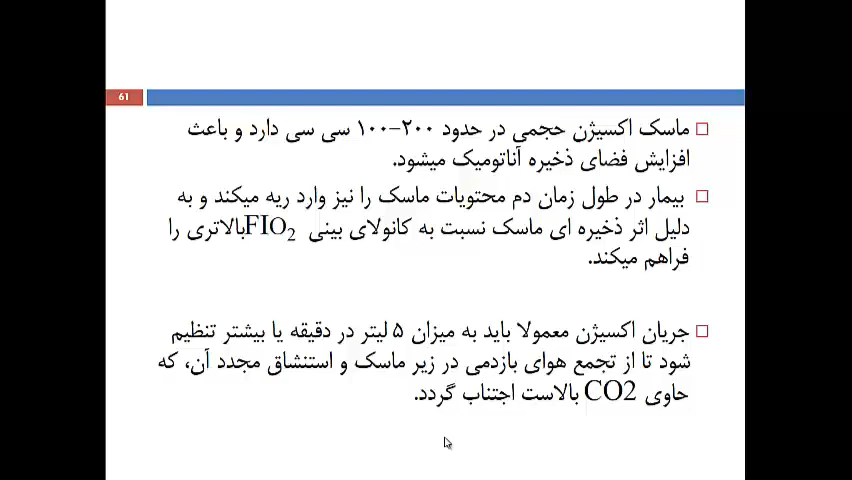 61
ماسک اکسیژن حجمی در حدود ۲۰۰-۱۰۰ سی سی دارد و باعث
افزایش فضای ذخیره آناتومیک میشود.
بیمار در طول زمان دم محتویات ماسک را نیز وارد ریه میکند و به
دلیل اثر ذخیره ای ماسک نسبت به کانولای بینی FIO2بالاتری را
فراهم میکند.
جریان اکسیژن معمولا باید به میزان ۵ لیتر در دقیقه یا بیشتر تنظیم
شود تا از تجمع هوای بازدمی در زیر ماسک و استنشاق مجدد آن، که
حاوی CO2 بالاست اجتناب گردد.